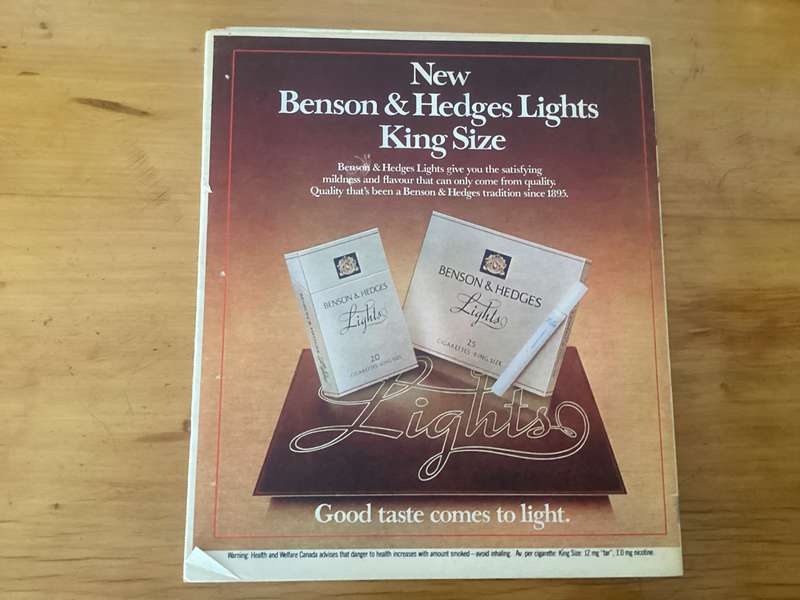 New
Benson & Hedges Lights
King Size
Benson & Hedges Lights give you the satisfying
mildness and flavour that can only come from quality.
Quality that's been a Benson & Hedges tradition since 1895.
BENSON & HEDGES
Lights
20
CIGARETTES·KING SIZE
BENSON & HEDGES
Lights
25
CIGARETTES·KING SIZE
Lights
Good taste comes to light.
Warning: Health and Welfare Canada advises that danger to health increases with amount smoked – avoid inhaling. Av. per cigarette: King Size: 12 mg "tar", 1.0 mg nicotine.